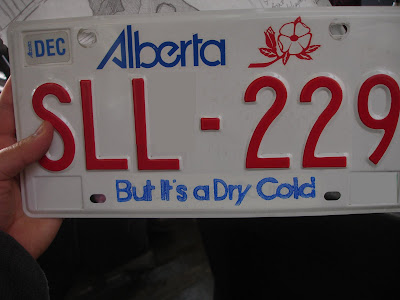 DEC
Alberta
SLL-229
But It's a Dry Cold